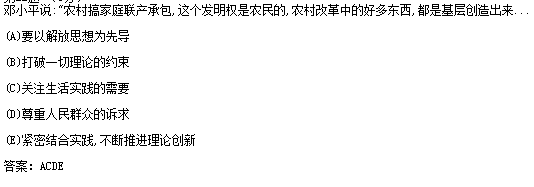 邓小平说:“农村搞家庭联产承包,这个发明权是农民的,农村改革中的好多东西,都是基层创造出来...
(A)要以解放思想为先导
(B)打破一切理论的约束
(C)关注生活实践的需要
(D)尊重人民群众的诉求
(E)'紧密结合实践,不断推进理论创新
答案: ACDE